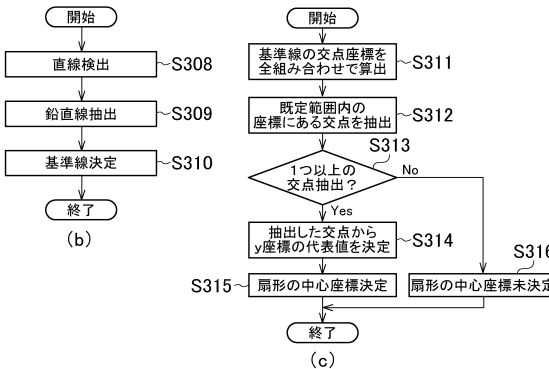 開始
直線検出
S308
鉛直線抽出
S309
基準線決定
S310
終了
(b)
開始
基準線の交点座標を
全組み合わせで算出
S311
既定範囲内の
座標にある交点を抽出
S312
S313
1つ以上の
交点抽出?
No
Yes
抽出した交点から
y座標の代表値を決定
S314
S315
扇形の中心座標決定
S316
扇形の中心座標未決定
終了
(c)